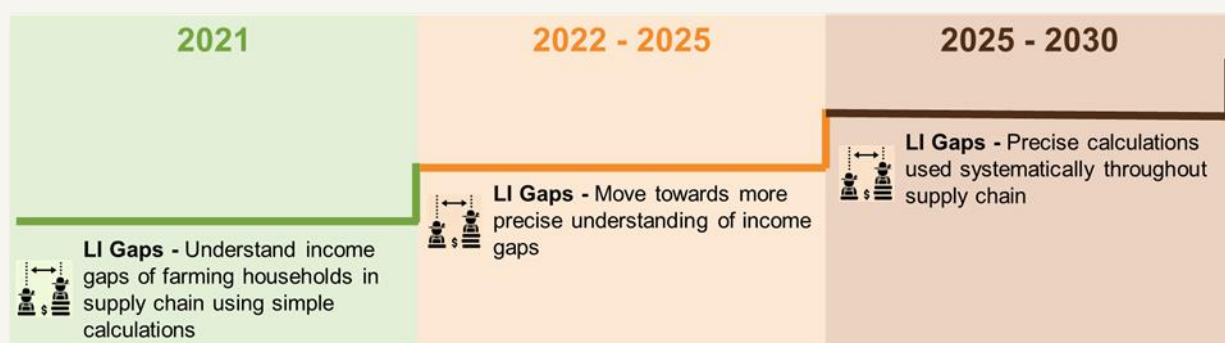 2021
2022 - 2025
2025 - 2030
LI Gaps - Understand income
gaps of farming households in
supply chain using simple
calculations
LI Gaps - Move towards more
precise understanding of income
gaps
LI Gaps - Precise calculations
used systematically throughout
supply chain